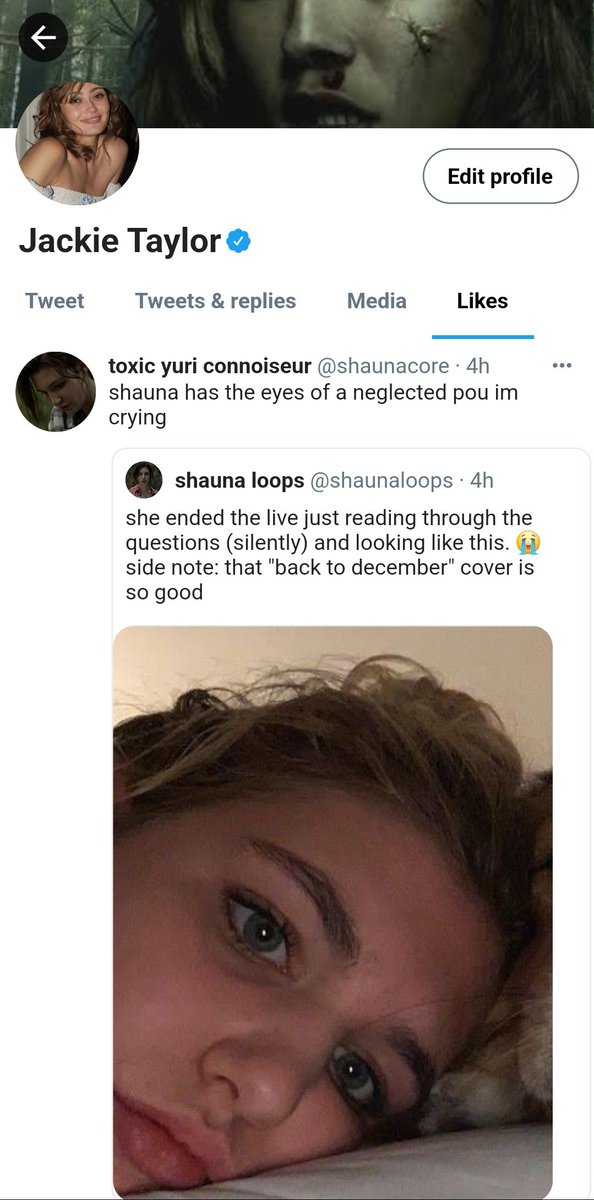 Edit profile
Jackie Taylor
Tweet Tweets & replies Media Likes
toxic yuri connoiseur @shaunacore · 4h
shauna has the eyes of a neglected pou im
crying
shauna loops @shaunaloops · 4h
she ended the live just reading through the
questions (silently) and looking like this. 😭
side note: that "back to december" cover is
so good